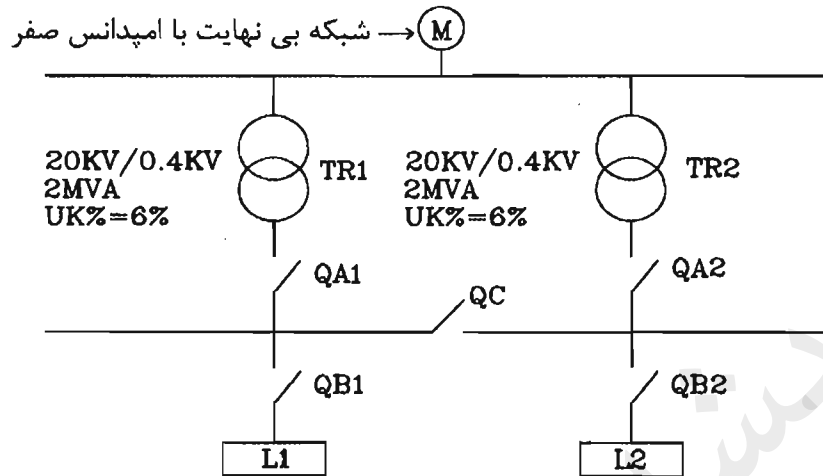 شبکه بی نهایت با امپدانس صفر → M
20KV/0.4KV
2MVA
UK%=6%
TR1
20KV/0.4KV
2MVA
UK%=6%
TR2
QA1
QA2
QC
QB1
QB2
L1
L2